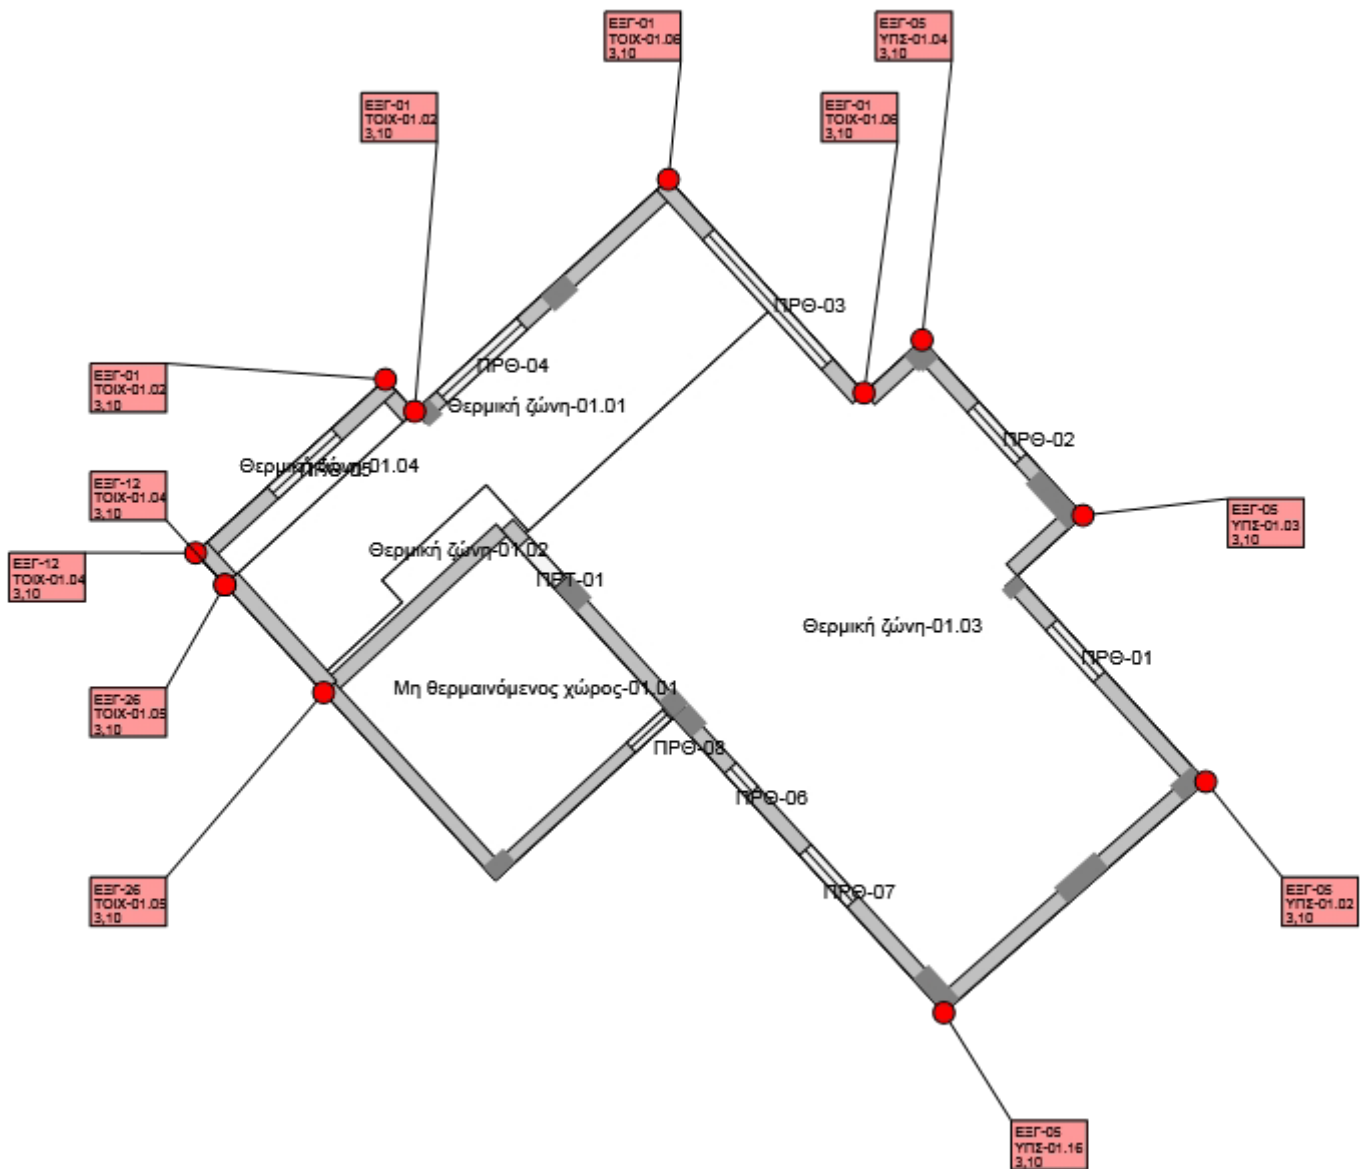 ΕΞΓ-01
ΤΟΙΧ-01.06
3,10
ΕΞΓ-05
ΥΠΣ-01.04
3,10
ΕΞΓ-01
ΤΟΙΧ-01.02
3,10
ΕΞΓ-01
ΤΟΙΧ-01.06
3,10
ΠΡΘ-03
ΠΡΘ-04
ΕΞΓ-01
ΤΟΙΧ-01.02
3,10
Θερμική ζώνη-01.01
ΠΡΘ-02
Θερμική ζώνη-01.04
ΠΡΘ-05
ΕΞΓ-12
ΤΟΙΧ-01.04
3,10
ΕΞΓ-05
ΥΠΣ-01.03
3,10
Θερμική ζώνη-01.02
ΕΞΓ-12
ΤΟΙΧ-01.04
3,10
ΠΡΤ-01
Θερμική ζώνη-01.03
ΠΡΘ-01
Μη θερμαινόμενος χώρος-01.01
ΕΞΓ-26
ΤΟΙΧ-01.05
3,10
ΠΡΘ-08
ΠΡΘ-06
ΠΡΘ-07
ΕΞΓ-26
ΤΟΙΧ-01.05
3,10
ΕΞΓ-05
ΥΠΣ-01.02
3,10
ΕΞΓ-05
ΥΠΣ-01.16
3,10